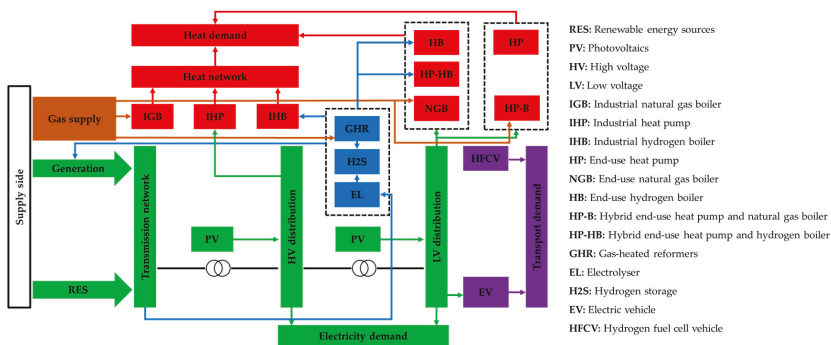 Heat demand
HB
HP
Heat network
HP-HB
Supply side
Gas supply
IGB
IHP
IHB
NGB
HP-B
GHR
Generation
H2S
HFCV
EL
Transmission network
PV
HV distribution
PV
LV distribution
Transport demand
RES
EV
Electricity demand
RES: Renewable energy sources
PV: Photovoltaics
HV: High voltage
LV: Low voltage
IGB: Industrial natural gas boiler
IHP: Industrial heat pump
IHB: Industrial hydrogen boiler
HP: End-use heat pump
NGB: End-use natural gas boiler
HB: End-use hydrogen boiler
HP-B: Hybrid end-use heat pump and natural gas boiler
HP-HB: Hybrid end-use heat pump and hydrogen boiler
GHR: Gas-heated reformers
EL: Electrolyser
H2S: Hydrogen storage
EV: Electric vehicle
HFCV: Hydrogen fuel cell vehicle